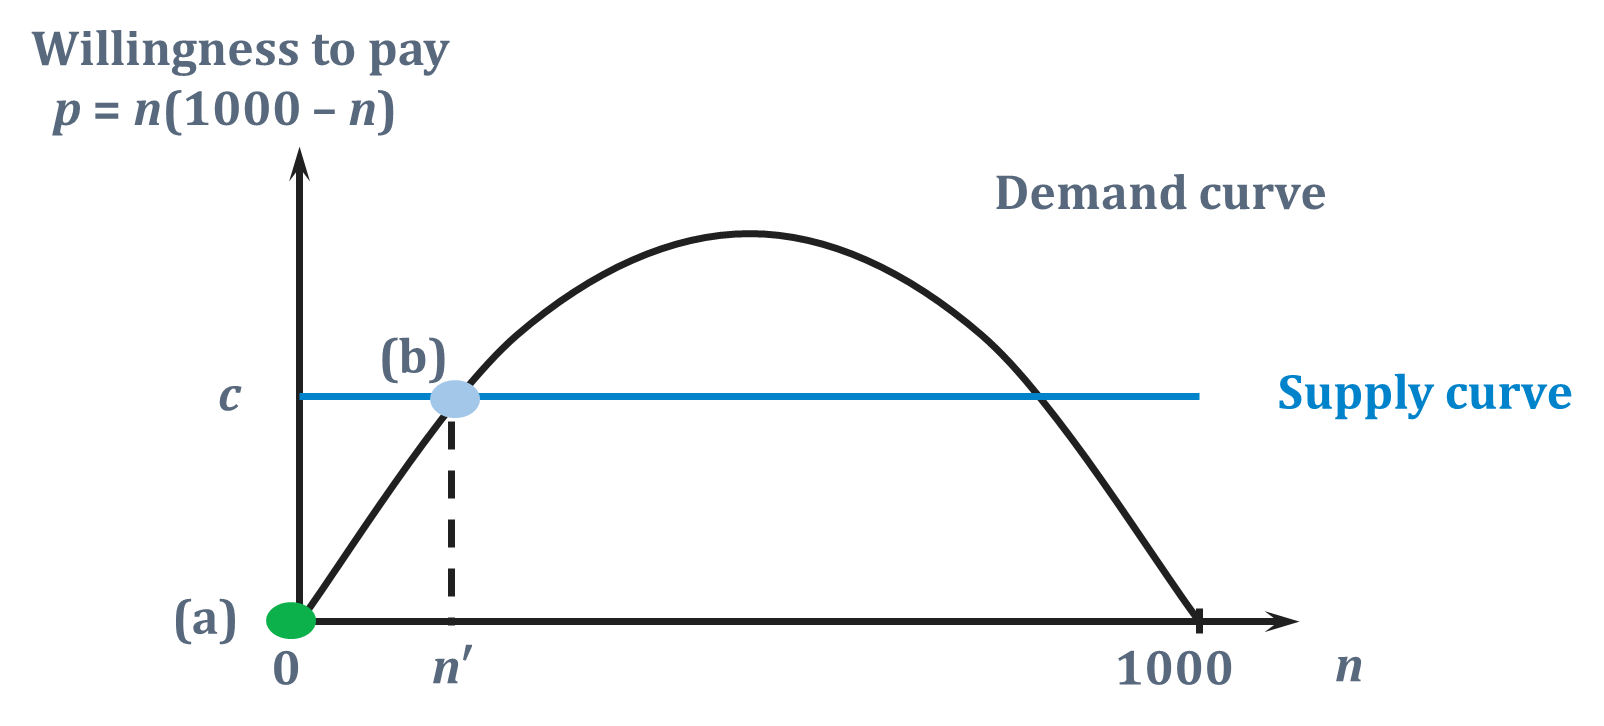 Willingness to pay
p = n(1000 – n)
Demand curve
(b)
c
Supply curve
(a)
0
n′
1000
n